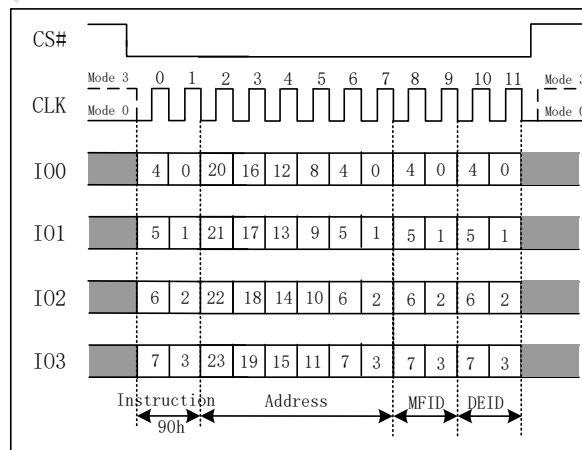 CS#
Mode 3 0 1 2 3 4 5 6 7 8 9 10 11 Mode 3
CLK
Mode 0 Mode 0
IO0 4 0 20 16 12 8 4 0 4 0 4 0
IO1 5 1 21 17 13 9 5 1 5 1 5 1
IO2 6 2 22 18 14 10 6 2 6 2 6 2
IO3 7 3 23 19 15 11 7 3 7 3 7 3
Instruction Address MFID DEID
90h